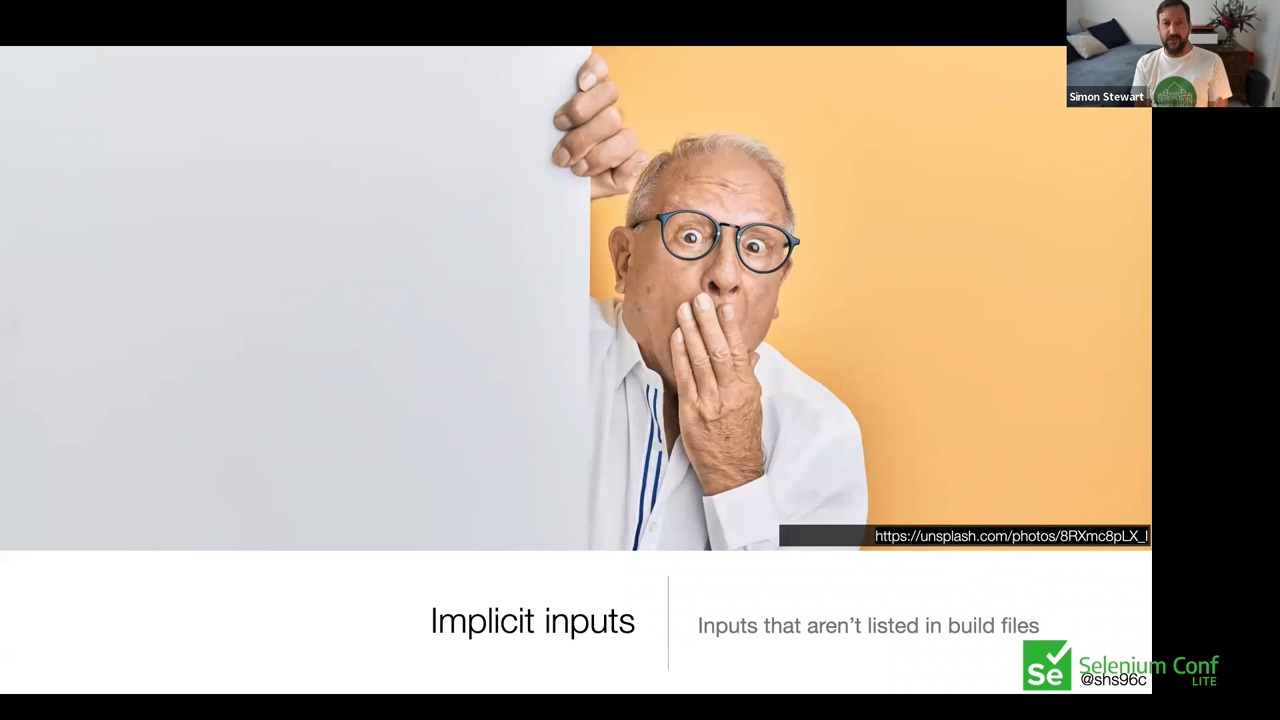 Simon Stewart
https://unsplash.com/photos/8RXmc8pLX_I
Implicit inputs
Inputs that aren’t listed in build files
Se
Selenium Conf
LITE
@shs96c